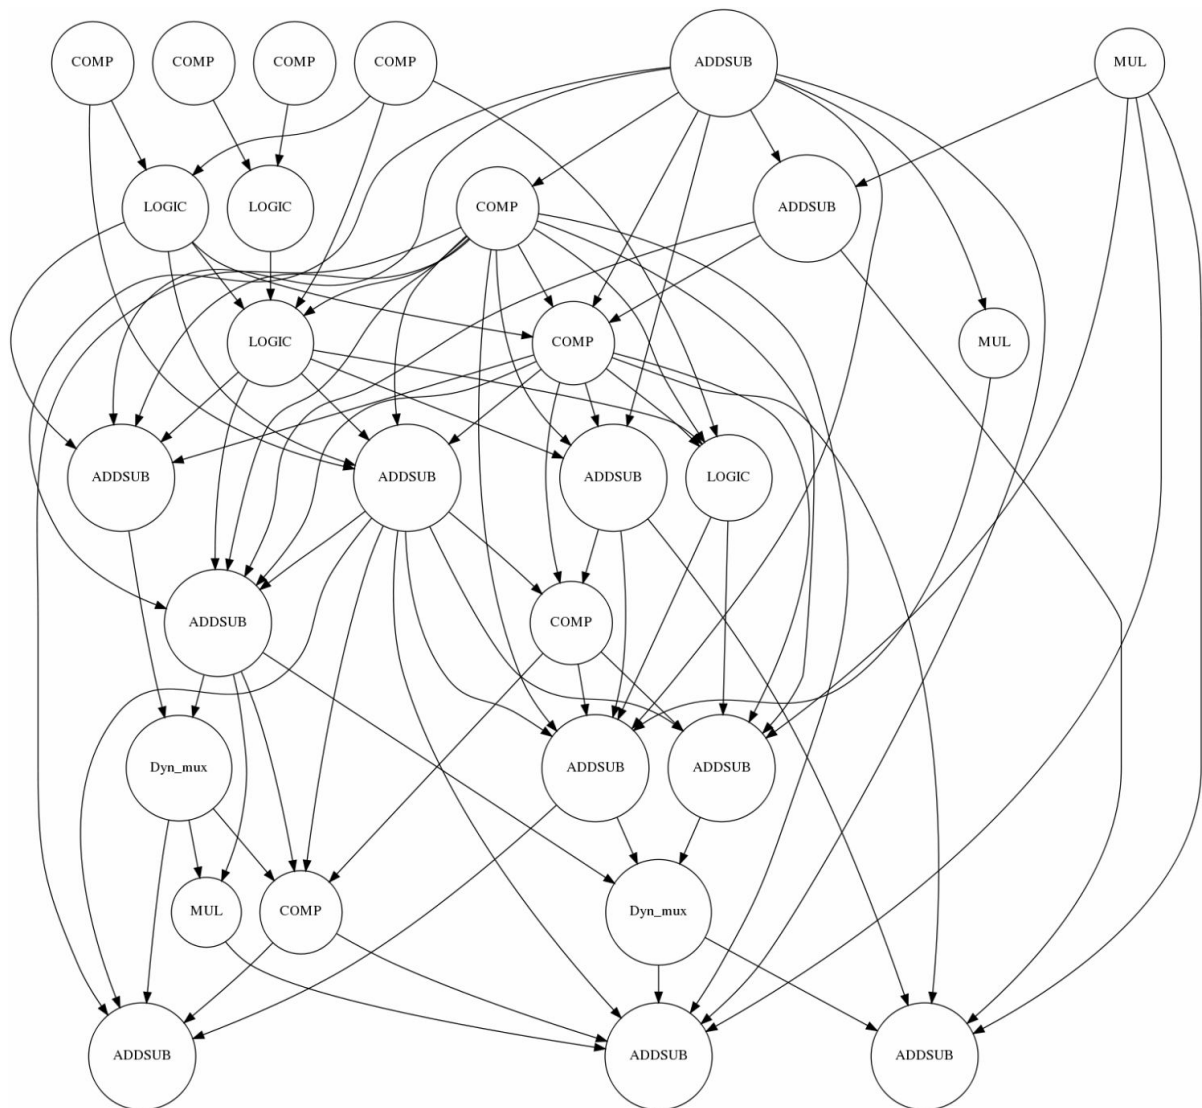 COMP COMP COMP COMP ADDSUB MUL
LOGIC LOGIC COMP ADDSUB
LOGIC COMP MUL
ADDSUB ADDSUB ADDSUB LOGIC
ADDSUB COMP
Dyn_mux ADDSUB ADDSUB
MUL COMP Dyn_mux
ADDSUB ADDSUB ADDSUB